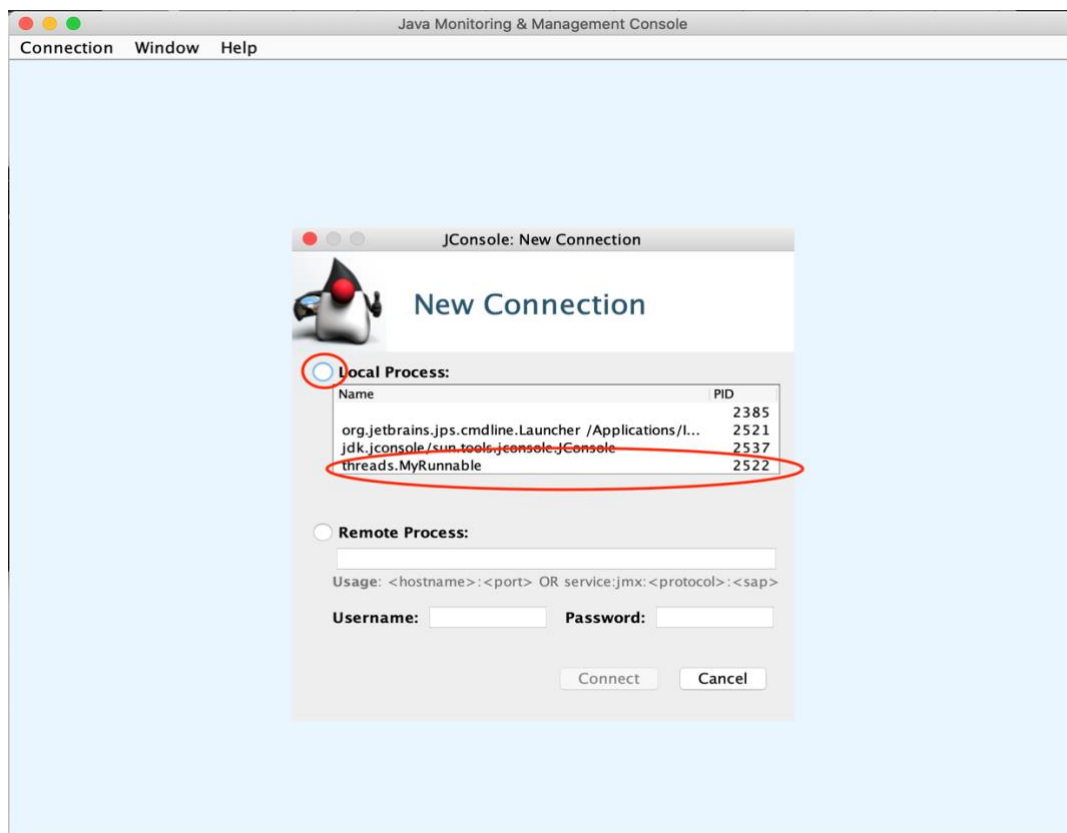 Java Monitoring & Management Console
Connection Window Help
JConsole: New Connection
New Connection
Local Process:
Name PID
2385
org.jetbrains.jps.cmdline.Launcher /Applications/I... 2521
jdk.jconsole/sun.tools.jconsole.JConsole 2537
threads.MyRunnable 2522
Remote Process:
Usage: <hostname>:<port> OR service:jmx:<protocol>:<sap>
Username: Password:
Connect Cancel